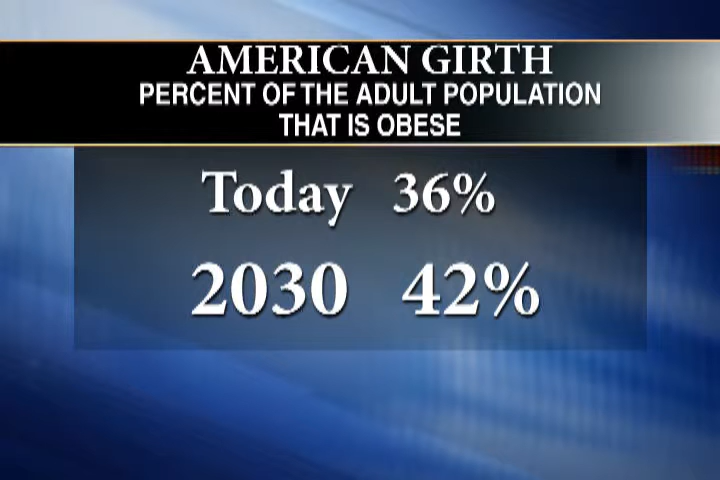 AMERICAN GIRTH
PERCENT OF THE ADULT POPULATION
THAT IS OBESE
Today 36%
2030 42%